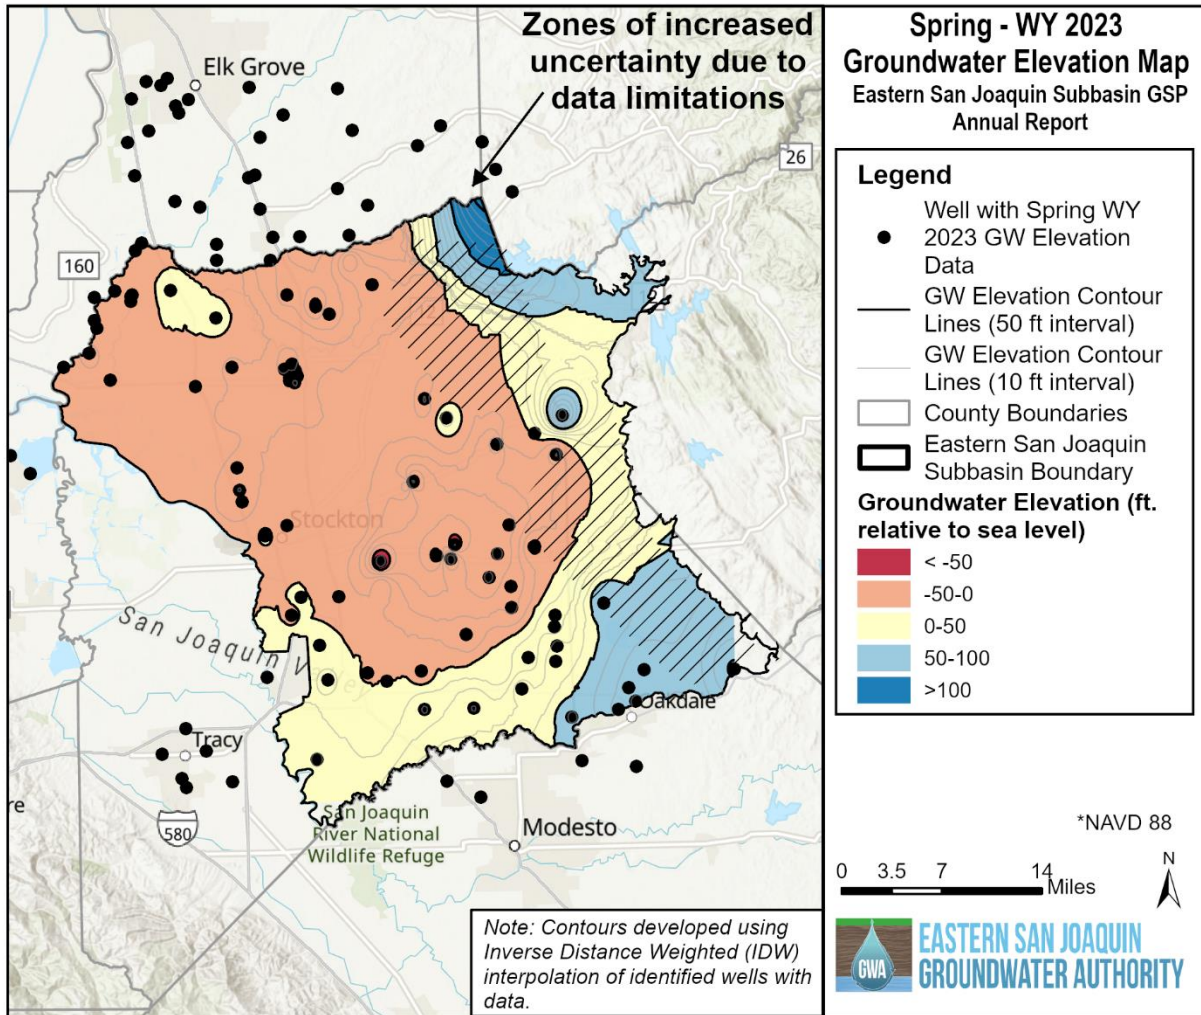 Zones of increased
uncertainty due to
data limitations
Elk Grove
26
160
Stockton
San Joaquin V
Oakdale
Tracy
580
San Joaquin
River National
Wildlife Refuge
Modesto
re
Note: Contours developed using
Inverse Distance Weighted (IDW)
interpolation of identified wells with
data.
Spring - WY 2023
Groundwater Elevation Map
Eastern San Joaquin Subbasin GSP
Annual Report
Legend
Well with Spring WY
2023 GW Elevation
Data
GW Elevation Contour
Lines (50 ft interval)
GW Elevation Contour
Lines (10 ft interval)
County Boundaries
Eastern San Joaquin
Subbasin Boundary
Groundwater Elevation (ft.
relative to sea level)
< -50
-50-0
0-50
50-100
>100
*NAVD 88
N
0 3.5 7 14
Miles
GWA
EASTERN SAN JOAQUIN
GROUNDWATER AUTHORITY